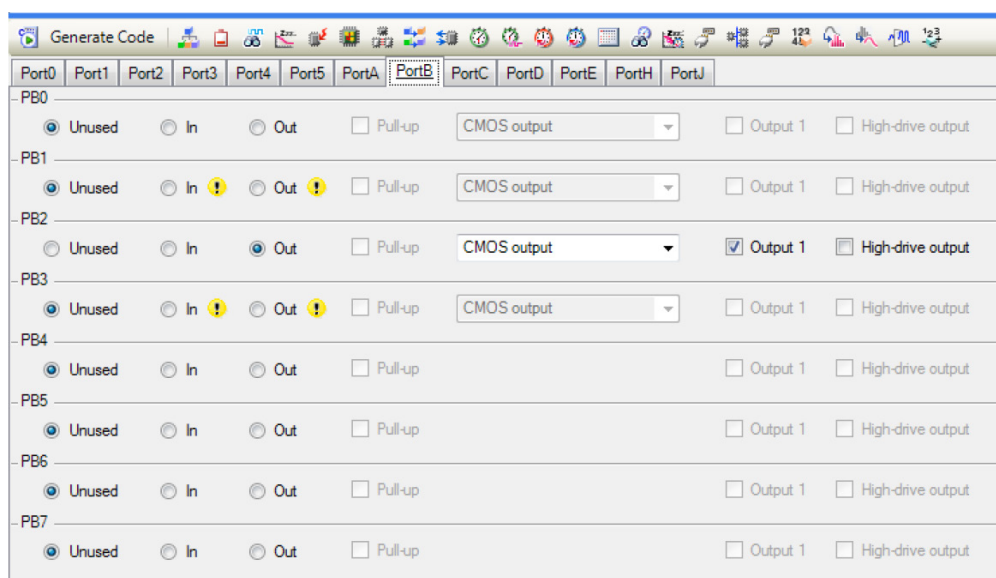 Generate Code
Port0 Port1 Port2 Port3 Port4 Port5 PortA PortB PortC PortD PortE PortH PortJ
PB0
Unused In Out Pull-up CMOS output Output 1 High-drive output
PB1
Unused In ! Out ! Pull-up CMOS output Output 1 High-drive output
PB2
Unused In Out Pull-up CMOS output Output 1 High-drive output
PB3
Unused In ! Out ! Pull-up CMOS output Output 1 High-drive output
PB4
Unused In Out Pull-up Output 1 High-drive output
PB5
Unused In Out Pull-up Output 1 High-drive output
PB6
Unused In Out Pull-up Output 1 High-drive output
PB7
Unused In Out Pull-up Output 1 High-drive output